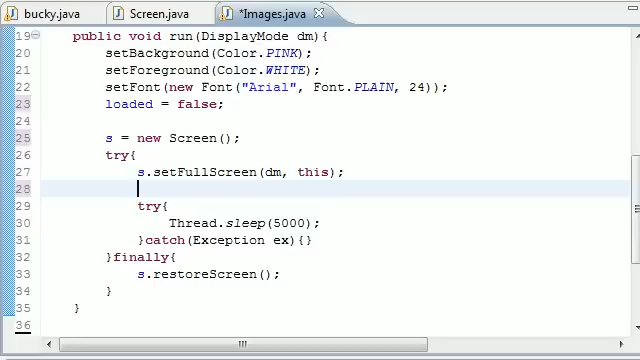 bucky.java Screen.java *Images.java
19 public void run(DisplayMode dm){
20 setBackground(Color.PINK);
21 setForeground(Color.WHITE);
22 setFont(new Font("Arial", Font.PLAIN, 24));
23 loaded = false;
24
25 s = new Screen();
26 try{
27 s.setFullScreen(dm, this);
28
29 try{
30 Thread.sleep(5000);
31 }catch(Exception ex){}
32 }finally{
33 s.restoreScreen();
34 }
35 }
36